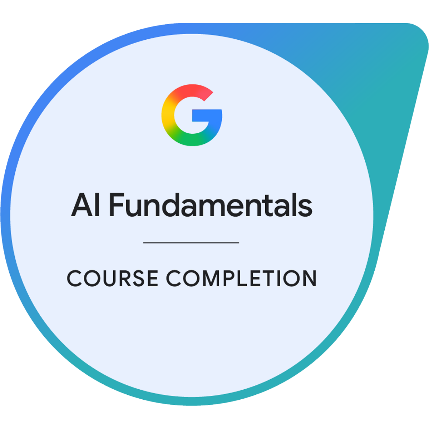 AI Fundamentals
COURSE COMPLETION